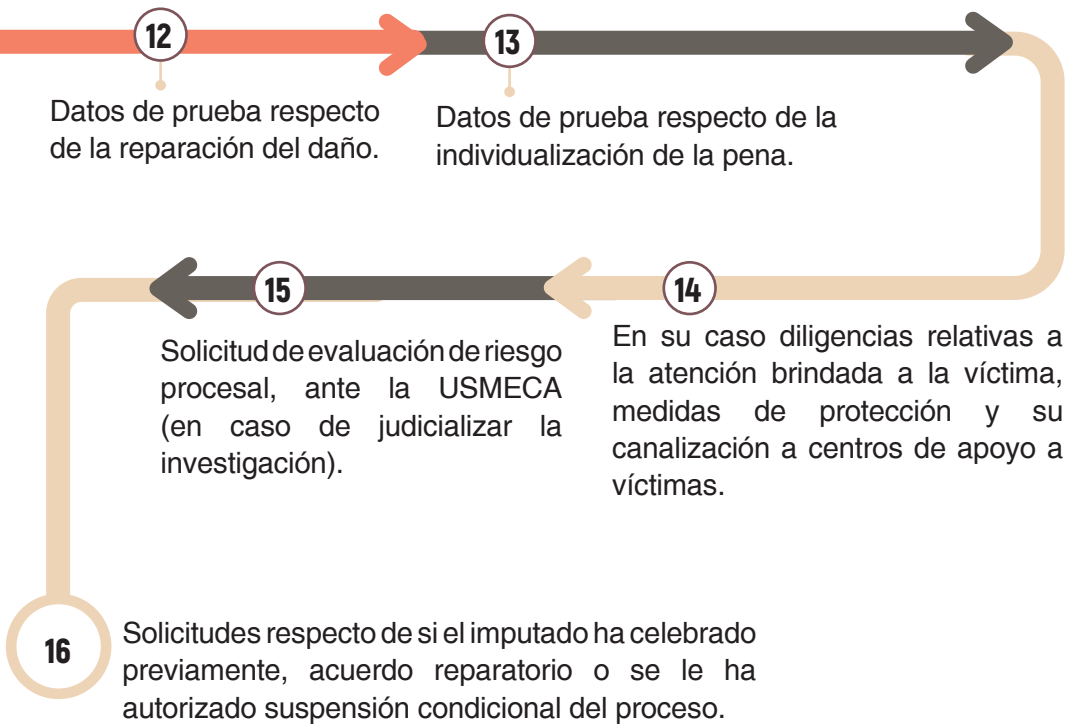 12
Datos de prueba respecto
de la reparación del daño.
13
Datos de prueba respecto de la
individualización de la pena.
14
En su caso diligencias relativas a
la atención brindada a la víctima,
medidas de protección y su
canalización a centros de apoyo a
víctimas.
15
Solicitud de evaluación de riesgo
procesal, ante la USMECA
(en caso de judicializar la
investigación).
16
Solicitudes respecto de si el imputado ha celebrado
previamente, acuerdo reparatorio o se le ha
autorizado suspensión condicional del proceso.